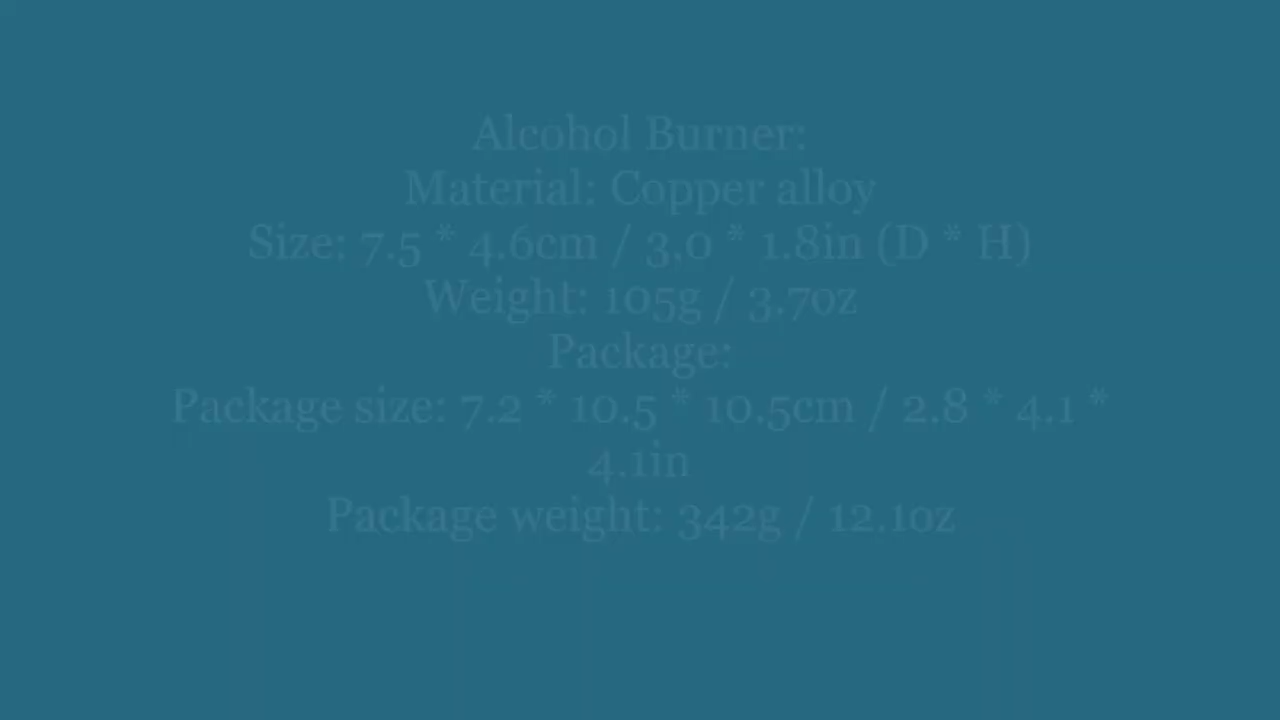 Alcohol Burner:
Material: Copper alloy
Size: 7.5 * 4.6cm / 3.0 * 1.8in (D * H)
Weight: 105g / 3.7oz
Package:
Package size: 7.2 * 10.5 * 10.5cm / 2.8 * 4.1 *
4.1in
Package weight: 342g / 12.1oz